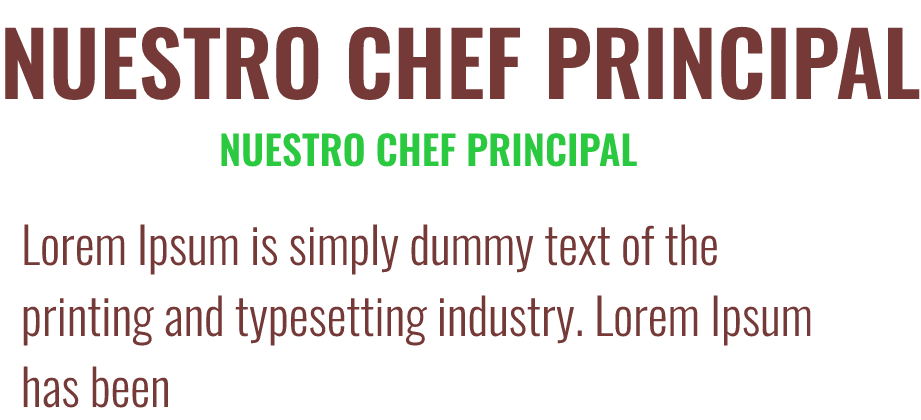 NUESTRO CHEF PRINCIPAL
NUESTRO CHEF PRINCIPAL
Lorem Ipsum is simply dummy text of the
printing and typesetting industry. Lorem Ipsum
has been